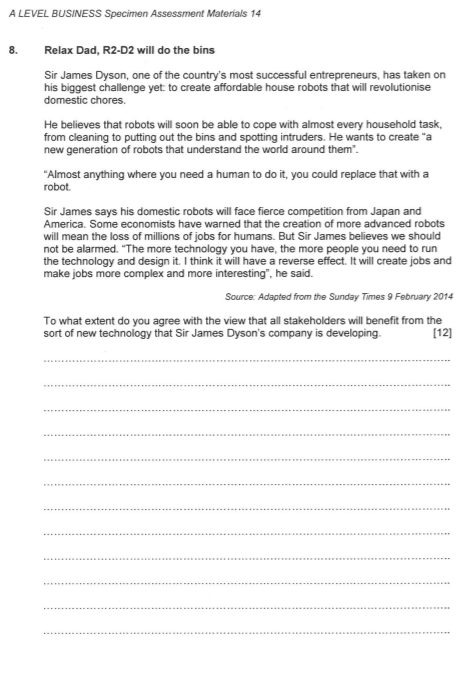 A LEVEL BUSINESS Specimen Assessment Materials 14
8. Relax Dad, R2-D2 will do the bins
Sir James Dyson, one of the country's most successful entrepreneurs, has taken on
his biggest challenge yet: to create affordable house robots that will revolutionise
domestic chores.
He believes that robots will soon be able to cope with almost every household task,
from cleaning to putting out the bins and spotting intruders. He wants to create "a
new generation of robots that understand the world around them".
"Almost anything where you need a human to do it, you could replace that with a
robot.
Sir James says his domestic robots will face fierce competition from Japan and
America. Some economists have warned that the creation of more advanced robots
will mean the loss of millions of jobs for humans. But Sir James believes we should
not be alarmed. "The more technology you have, the more people you need to run
the technology and design it. I think it will have a reverse effect. It will create jobs and
make jobs more complex and more interesting", he said.
Source: Adapted from the Sunday Times 9 February 2014
To what extent do you agree with the view that all stakeholders will benefit from the
sort of new technology that Sir James Dyson's company is developing. [12]